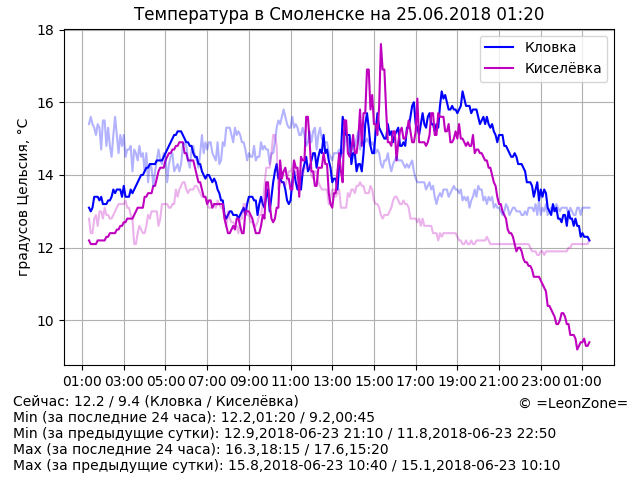 Температура в Смоленске на 25.06.2018 01:20
Кловка
Киселёвка
градусов Цельсия, °C
18
16
14
12
10
01:00 03:00 05:00 07:00 09:00 11:00 13:00 15:00 17:00 19:00 21:00 23:00 01:00
Сейчас: 12.2 / 9.4 (Кловка / Киселёвка)
© =LeonZone=
Min (за последние 24 часа): 12.2,01:20 / 9.2,00:45
Min (за предыдущие сутки): 12.9,2018-06-23 21:10 / 11.8,2018-06-23 22:50
Max (за последние 24 часа): 16.3,18:15 / 17.6,15:20
Max (за предыдущие сутки): 15.8,2018-06-23 10:40 / 15.1,2018-06-23 10:10